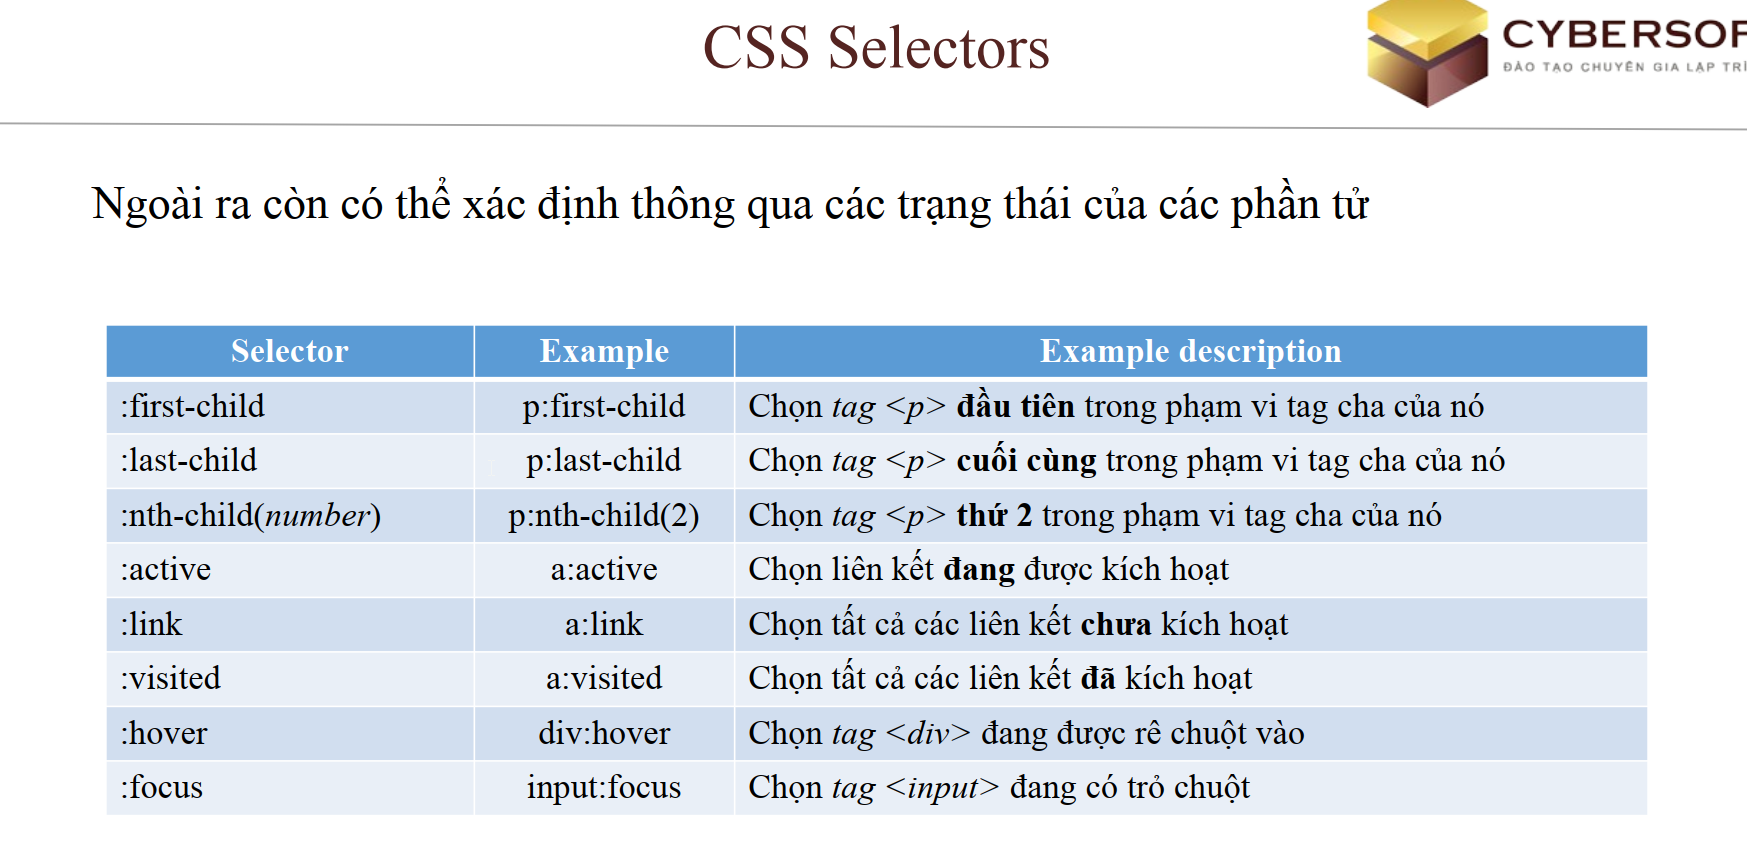 CSS Selectors
CYBERSOF
ĐÀO TẠO CHUYÊN GIA LẬP TRÌ
Ngoài ra còn có thể xác định thông qua các trạng thái của các phần tử
Selector Example Example description
:first-child p:first-child Chọn tag <p> đầu tiên trong phạm vi tag cha của nó
:last-child p:last-child Chọn tag <p> cuối cùng trong phạm vi tag cha của nó
:nth-child(number) p:nth-child(2) Chọn tag <p> thứ 2 trong phạm vi tag cha của nó
:active a:active Chọn liên kết đang được kích hoạt
:link a:link Chọn tất cả các liên kết chưa kích hoạt
:visited a:visited Chọn tất cả các liên kết đã kích hoạt
:hover div:hover Chọn tag <div> đang được rê chuột vào
:focus input:focus Chọn tag <input> đang có trỏ chuột